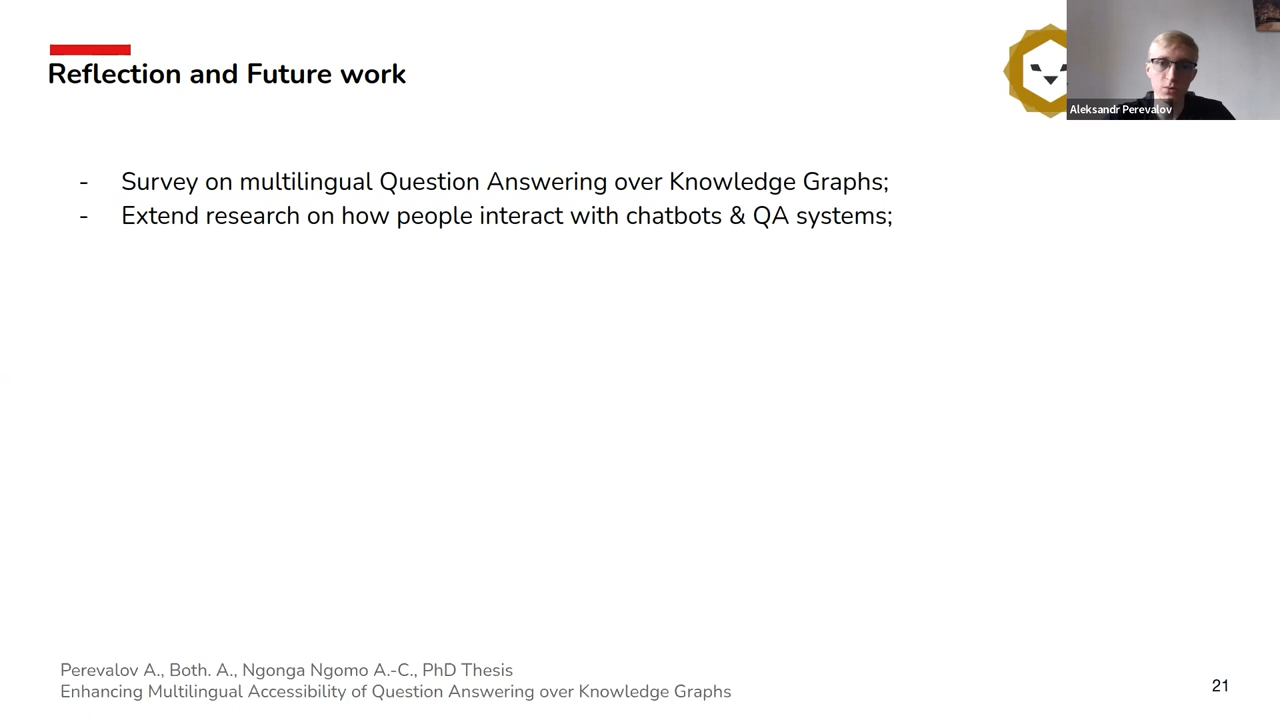 Reflection and Future work
Aleksandr Perevalov
- Survey on multilingual Question Answering over Knowledge Graphs;
- Extend research on how people interact with chatbots & QA systems;
Perevalov A., Both. A., Ngonga Ngomo A.-C., PhD Thesis
Enhancing Multilingual Accessibility of Question Answering over Knowledge Graphs
21